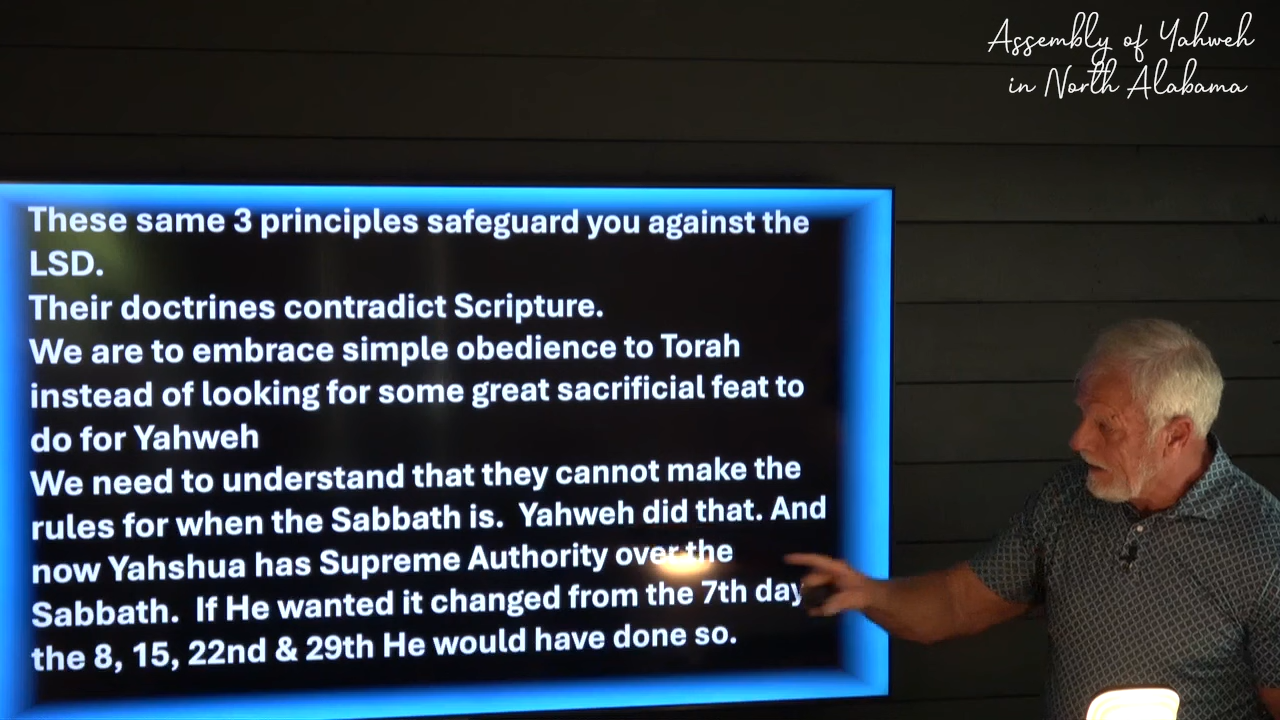 Assembly of Yahweh
in North Alabama
These same 3 principles safeguard you against the
LSD.
Their doctrines contradict Scripture.
We are to embrace simple obedience to Torah
instead of looking for some great sacrificial feat to
do for Yahweh
We need to understand that they cannot make the
rules for when the Sabbath is.  Yahweh did that. And
now Yahshua has Supreme Authority over the
Sabbath.  If He wanted it changed from the 7th day
the 8, 15, 22nd & 29th He would have done so.